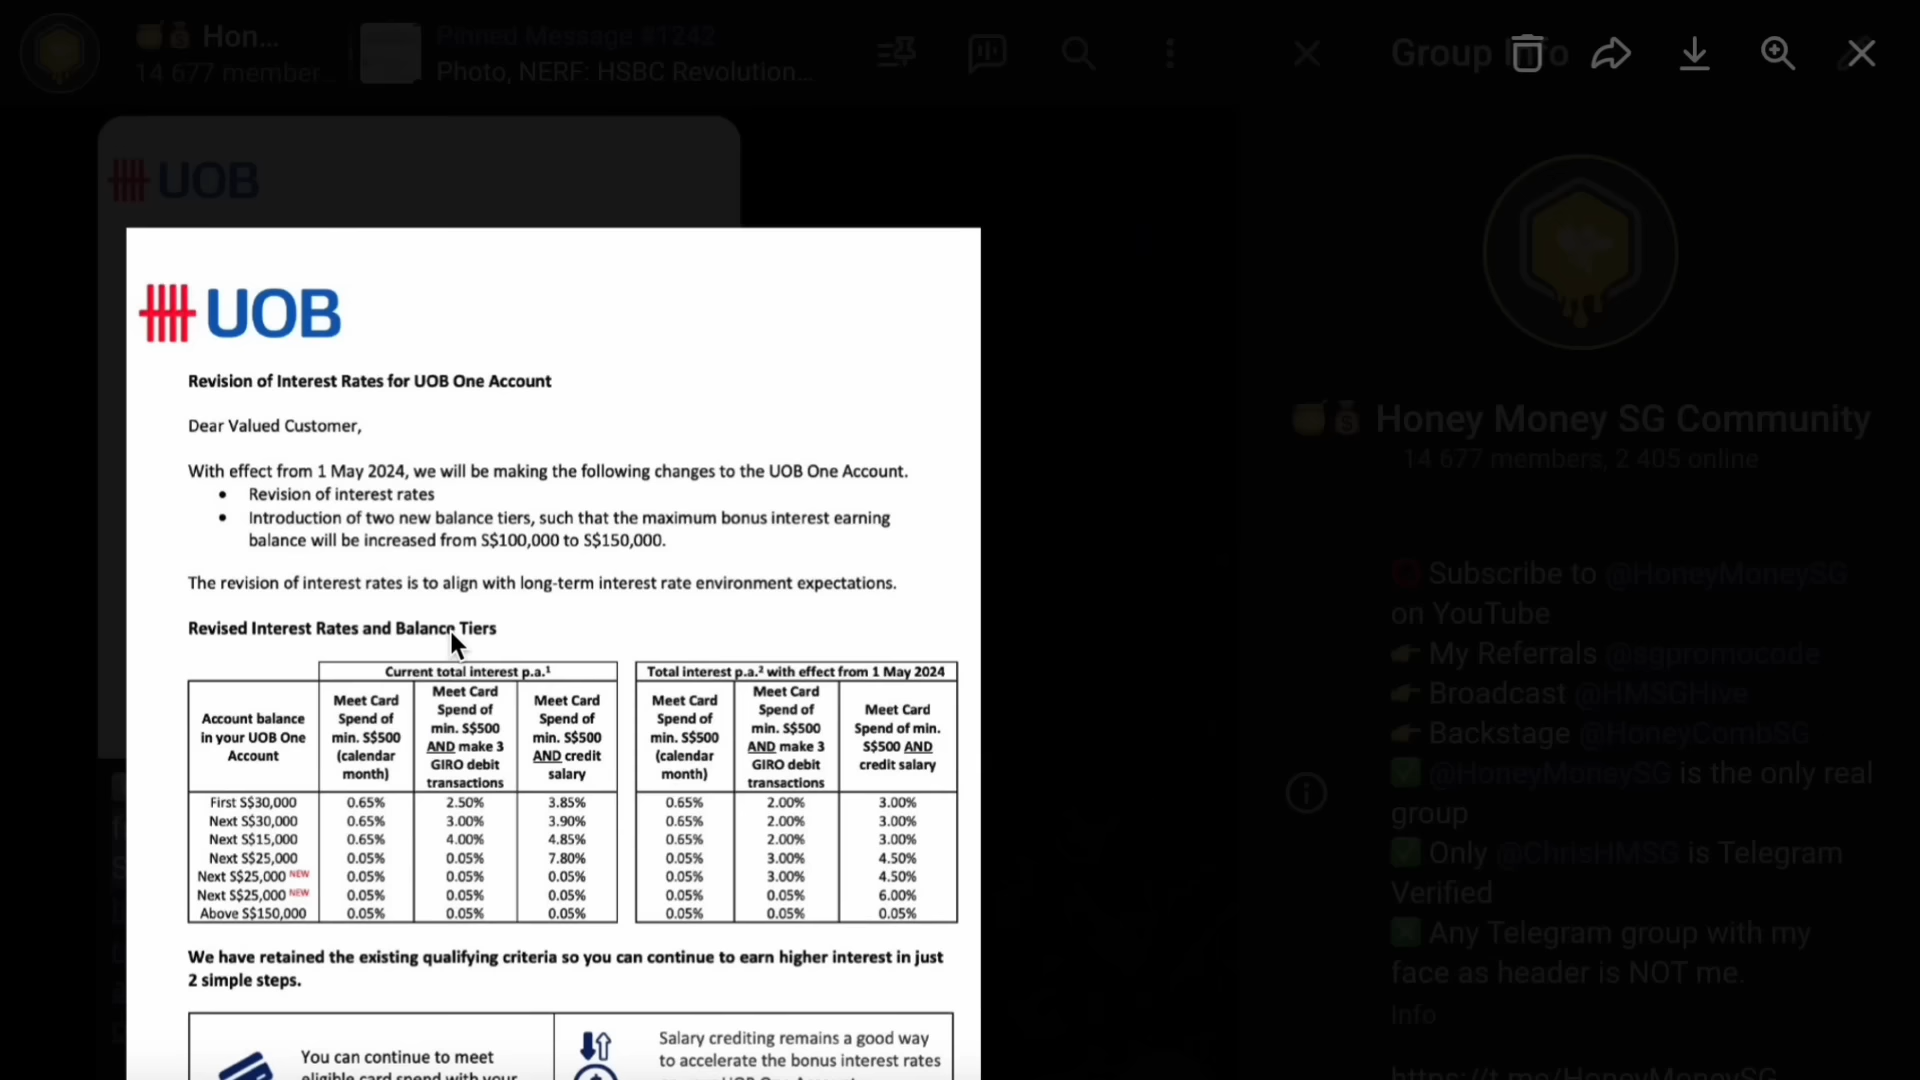 Hon...
14 677 member...
Pinned Message #1242
Photo, NERF: HSBC Revolution...
Group Info
UOB
UOB
Revision of Interest Rates for UOB One Account
Dear Valued Customer,
With effect from 1 May 2024, we will be making the following changes to the UOB One Account.
• Revision of interest rates
• Introduction of two new balance tiers, such that the maximum bonus interest earning
balance will be increased from S$100,000 to S$150,000.
The revision of interest rates is to align with long-term interest rate environment expectations.
Revised Interest Rates and Balance Tiers
Current total interest p.a.¹ Total interest p.a.² with effect from 1 May 2024
Account balance
in your UOB One
Account
Meet Card
Spend of
min. S$500
(calendar
month)
Meet Card
Spend of
min. S$500
AND make 3
GIRO debit
transactions
Meet Card
Spend of
min. S$500
AND credit
salary
Meet Card
Spend of
min. S$500
(calendar
month)
Meet Card
Spend of
min. S$500
AND make 3
GIRO debit
transactions
Meet Card
Spend of min.
S$500 AND
credit salary
First S$30,000 0.65% 2.50% 3.85% 0.65% 2.00% 3.00%
Next S$30,000 0.65% 3.00% 3.90% 0.65% 2.00% 3.00%
Next S$15,000 0.65% 4.00% 4.85% 0.65% 2.00% 3.00%
Next S$25,000 0.05% 0.05% 7.80% 0.05% 3.00% 4.50%
Next S$25,000 NEW 0.05% 0.05% 0.05% 0.05% 3.00% 4.50%
Next S$25,000 NEW 0.05% 0.05% 0.05% 0.05% 0.05% 6.00%
Above S$150,000 0.05% 0.05% 0.05% 0.05% 0.05% 0.05%
We have retained the existing qualifying criteria so you can continue to earn higher interest in just
2 simple steps.
You can continue to meet
eligible card spend with your
Salary crediting remains a good way
to accelerate the bonus interest rates
Honey Money SG Community
14 677 members, 2 405 online
Subscribe to @HoneyMoneySG
on YouTube
My Referrals @sgpromocode
Broadcast @HMSGHive
Backstage @HoneyCombSG
@HoneyMoneySG is the only real
group
Only @ChrisHMSG is Telegram
Verified
Any Telegram group with my
face as header is NOT me.
Info
https://t.me/HoneyMoneySG